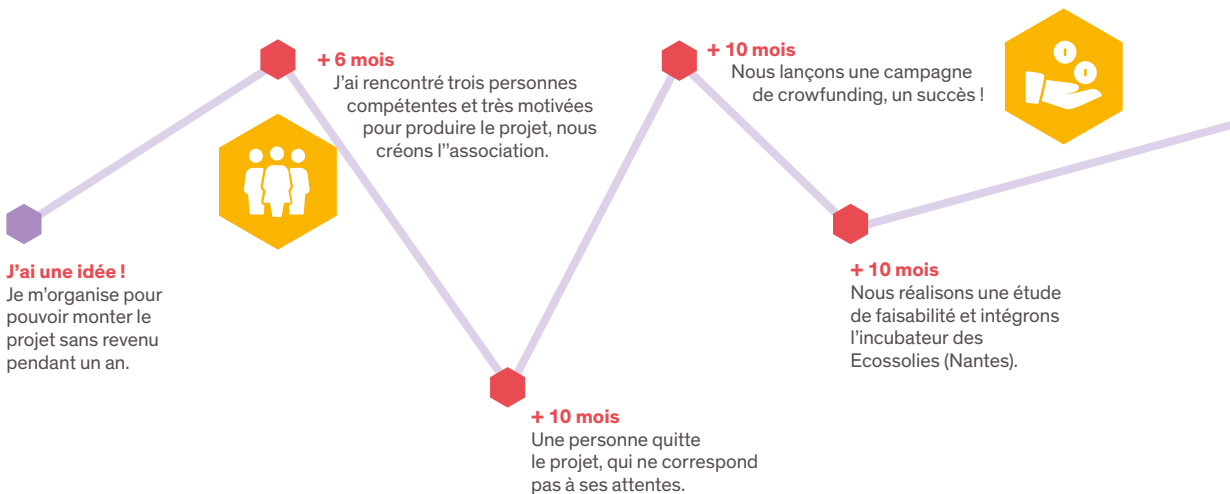 J'ai une idée !
Je m'organise pour
pouvoir monter le
projet sans revenu
pendant un an.
+ 6 mois
J'ai rencontré trois personnes
compétentes et très motivées
pour produire le projet, nous
créons l''association.
+ 10 mois
Une personne quitte
le projet, qui ne correspond
pas à ses attentes.
+ 10 mois
Nous lançons une campagne
de crowfunding, un succès !
+ 10 mois
Nous réalisons une étude
de faisabilité et intégrons
l'incubateur des
Ecossolies (Nantes).